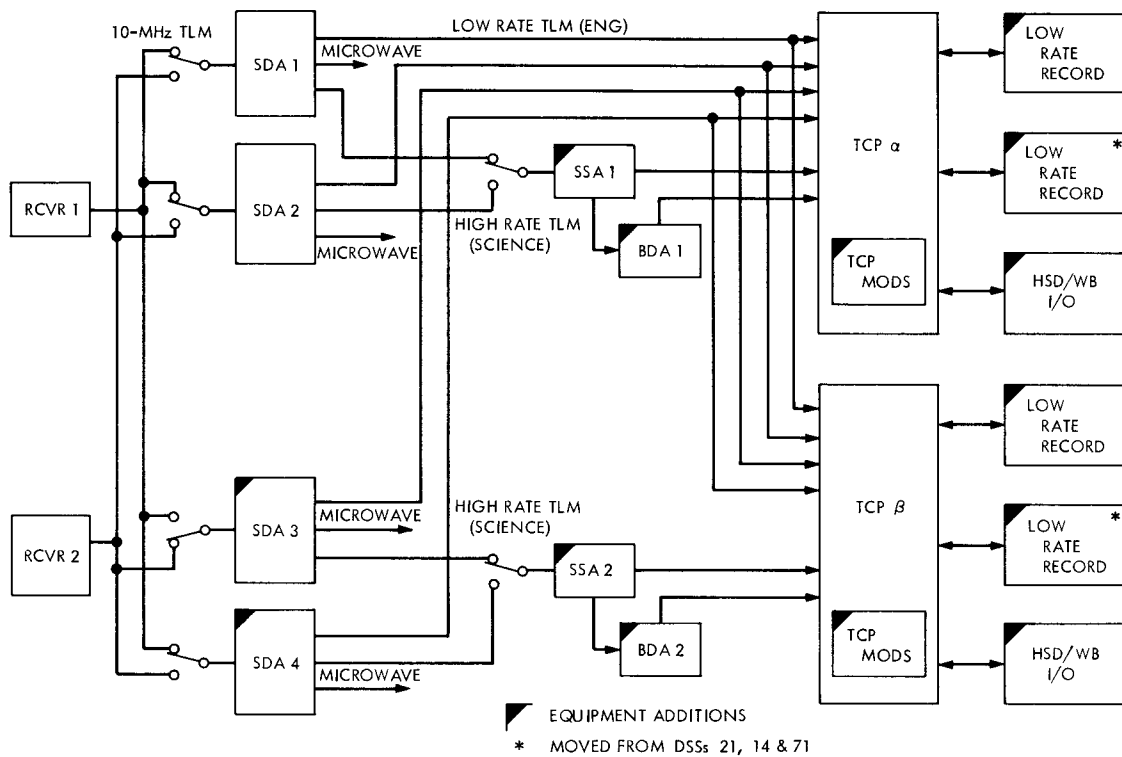 10-MHz TLM
RCVR 1
RCVR 2
SDA 1
SDA 2
SDA 3
SDA 4
LOW RATE TLM (ENG)
MICROWAVE
MICROWAVE
HIGH RATE TLM
(SCIENCE)
MICROWAVE
HIGH RATE TLM
(SCIENCE)
MICROWAVE
SSA 1
BDA 1
SSA 2
BDA 2
TCP α
TCP
MODS
TCP β
TCP
MODS
LOW
RATE
RECORD
LOW *
RATE
RECORD
HSD/WB
I/O
LOW
RATE
RECORD
LOW *
RATE
RECORD
HSD/WB
I/O
EQUIPMENT ADDITIONS
* MOVED FROM DSSs 21, 14 & 71